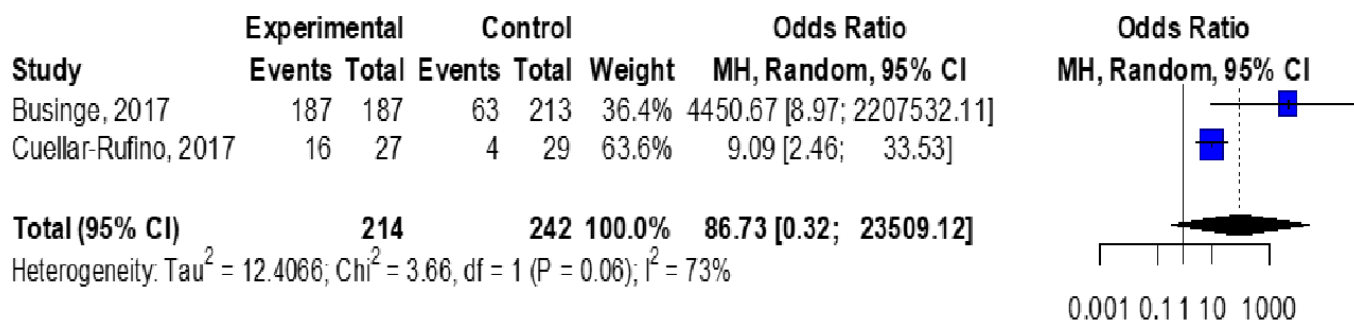 Experimental Control Odds Ratio Odds Ratio
Study Events Total Events Total Weight MH, Random, 95% CI MH, Random, 95% CI
Businge, 2017 187 187 63 213 36.4% 4450.67 [8.97; 2207532.11]
Cuellar-Rufino, 2017 16 27 4 29 63.6% 9.09 [2.46; 33.53]
Total (95% CI) 214 242 100.0% 86.73 [0.32; 23509.12]
Heterogeneity: Tau² = 12.4066; Chi² = 3.66, df = 1 (P = 0.06); I² = 73%
0.001 0.1 1 10 1000